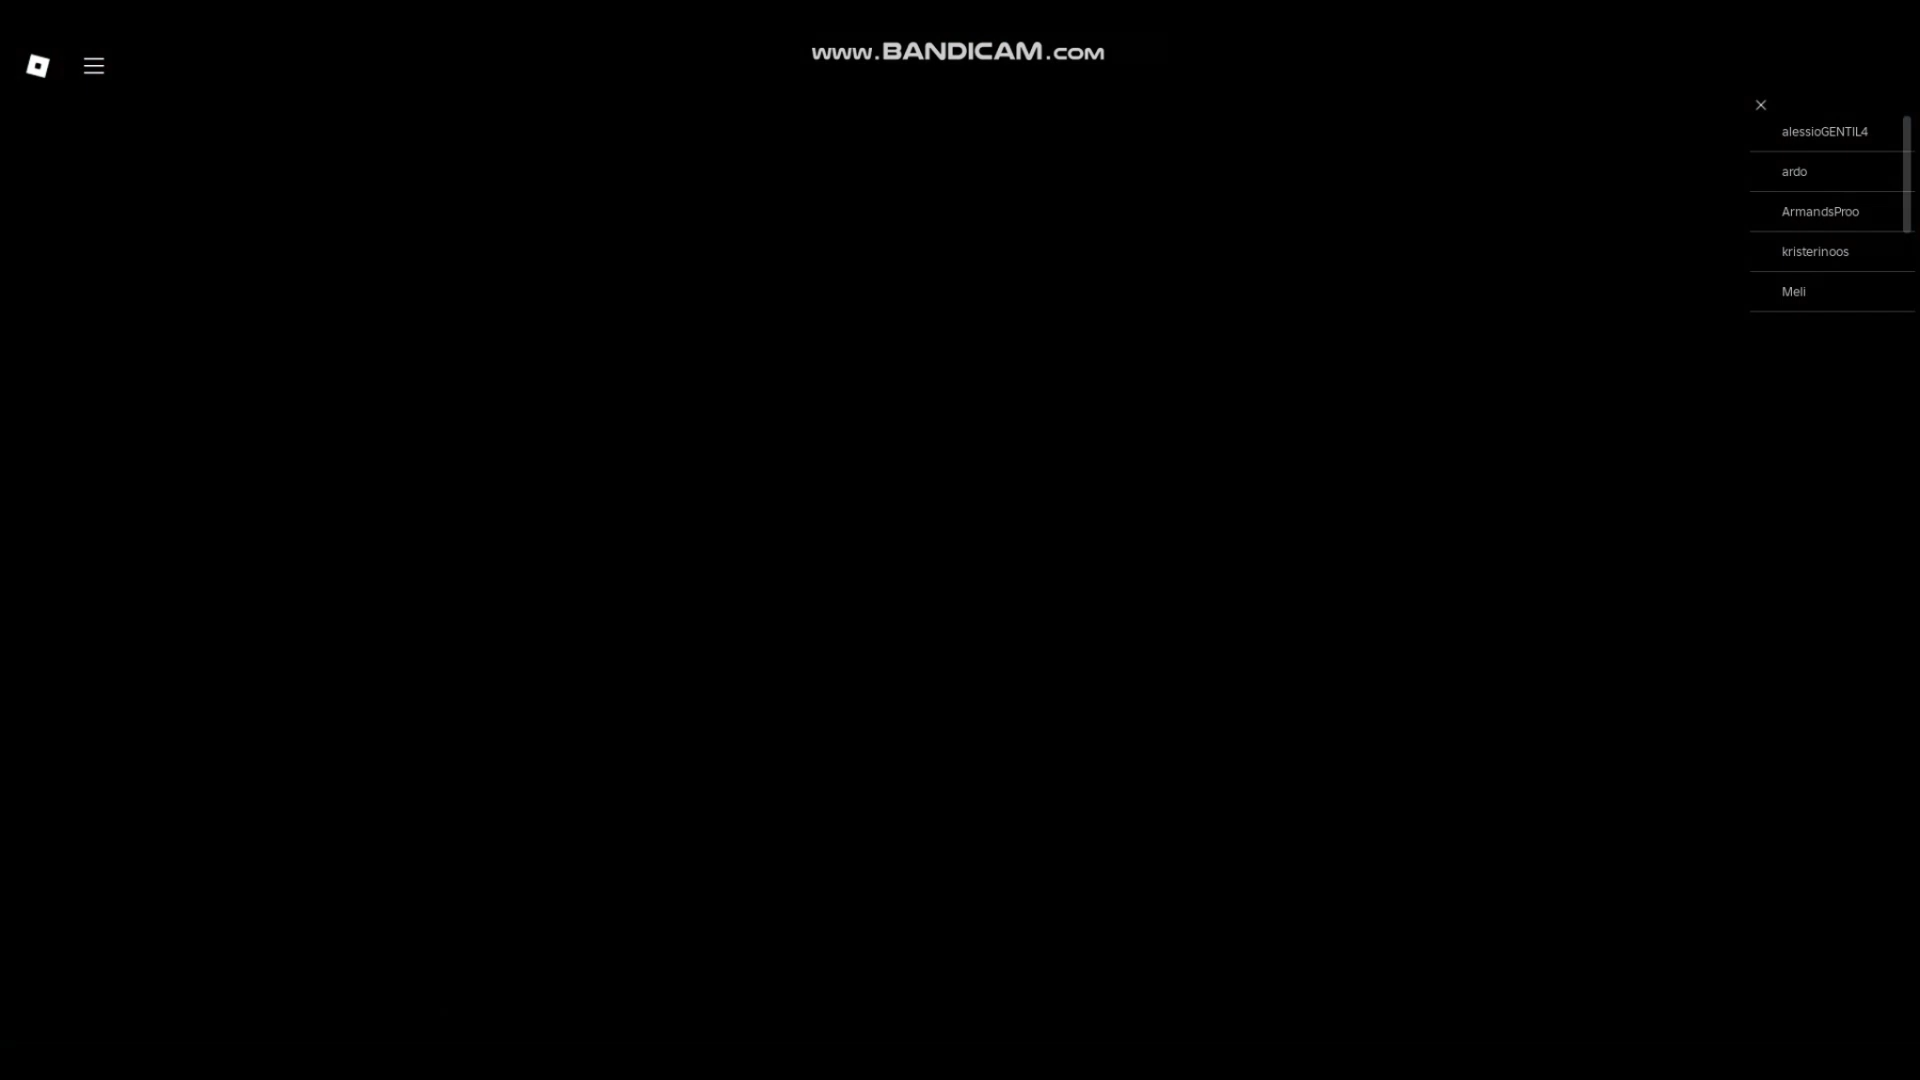 www.BANDICAM.com
alessioGENTIL4
ardo
ArmandsProo
kristerinoos
Meli